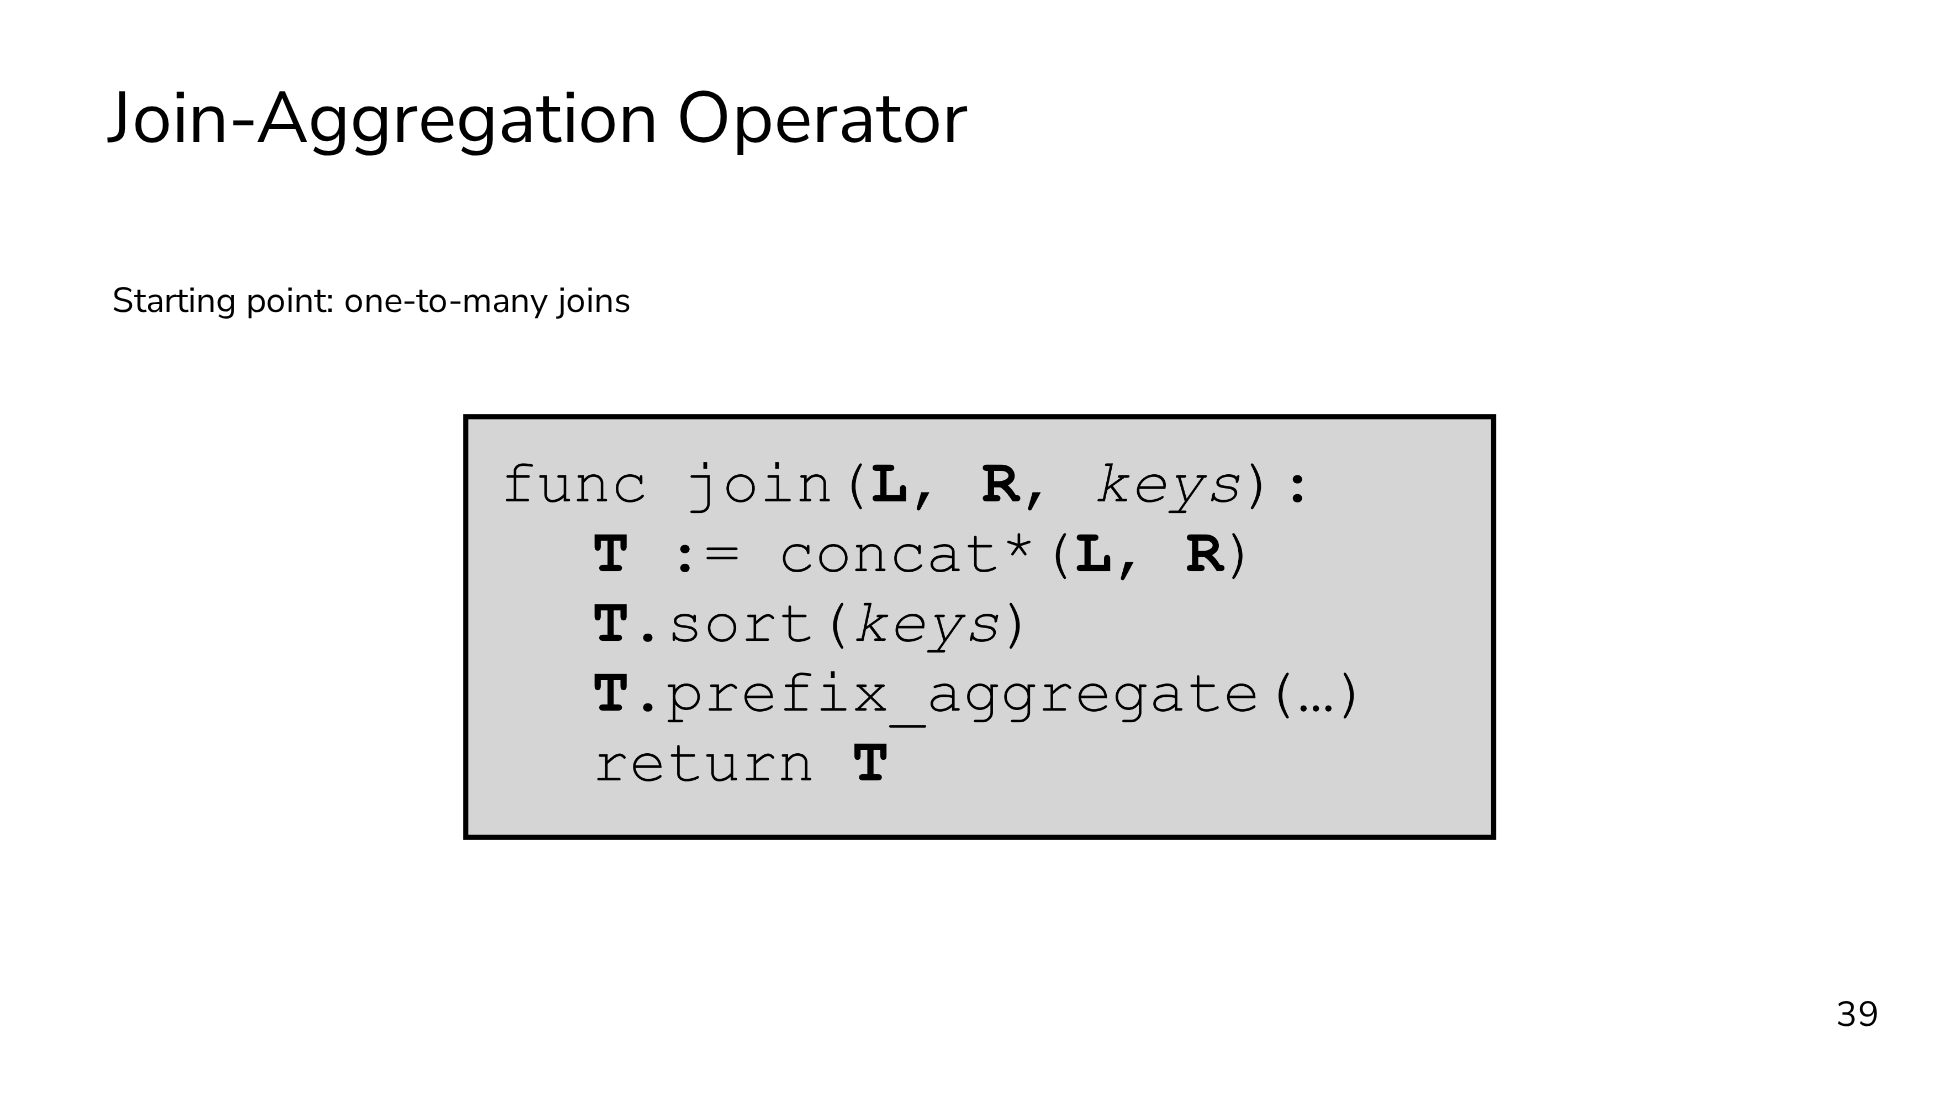 Join-Aggregation Operator
Starting point: one-to-many joins
func join(L, R, keys):
T := concat*(L, R)
T.sort(keys)
T.prefix_aggregate(…)
return T
39